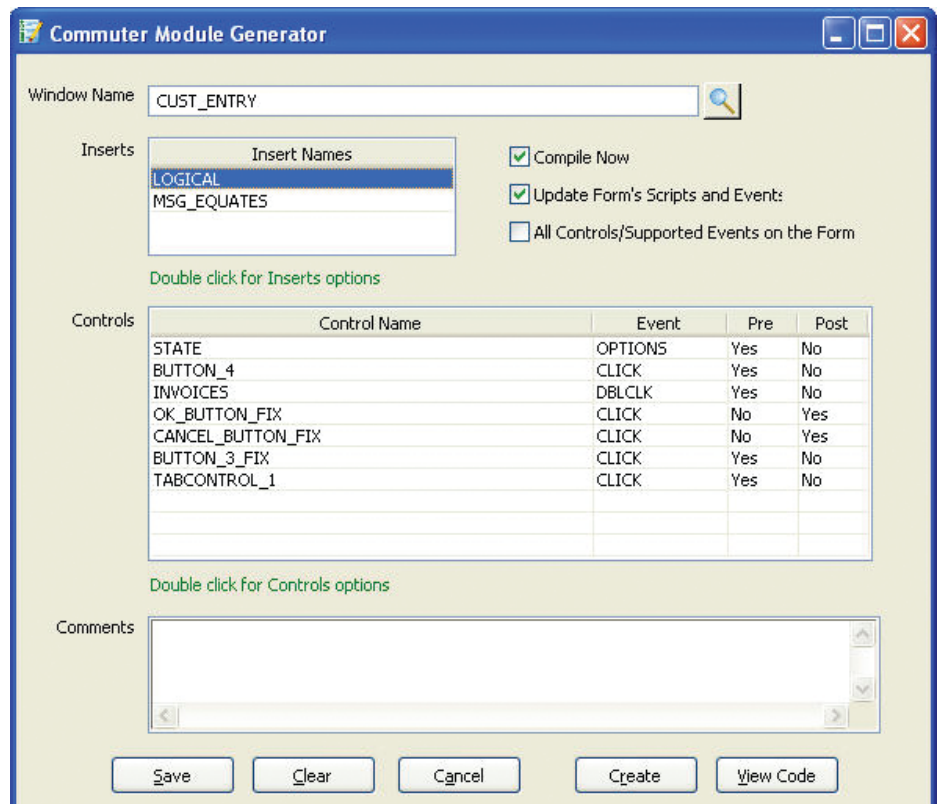 Commuter Module Generator
Window Name CUST_ENTRY
Inserts Insert Names
LOGICAL
MSG_EQUATES
Compile Now
Update Form's Scripts and Events
All Controls/Supported Events on the Form
Double click for Inserts options
Controls Control Name Event Pre Post
STATE OPTIONS Yes No
BUTTON_4 CLICK Yes No
INVOICES DBLCLK Yes No
OK_BUTTON_FIX CLICK No Yes
CANCEL_BUTTON_FIX CLICK No Yes
BUTTON_3_FIX CLICK Yes No
TABCONTROL_1 CLICK Yes No
Double click for Controls options
Comments
Save Clear Cancel Create View Code